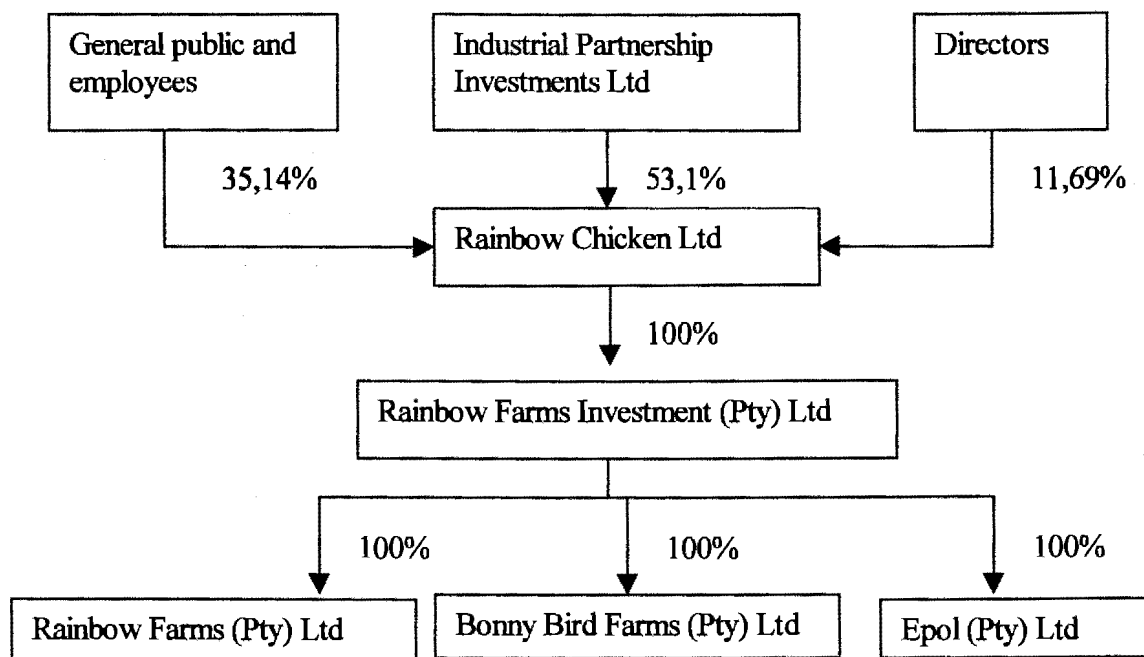 General public and
employees
Industrial Partnership
Investments Ltd
Directors
35,14%
53,1%
11,69%
Rainbow Chicken Ltd
100%
Rainbow Farms Investment (Pty) Ltd
100%
100%
100%
Rainbow Farms (Pty) Ltd
Bonny Bird Farms (Pty) Ltd
Epol (Pty) Ltd